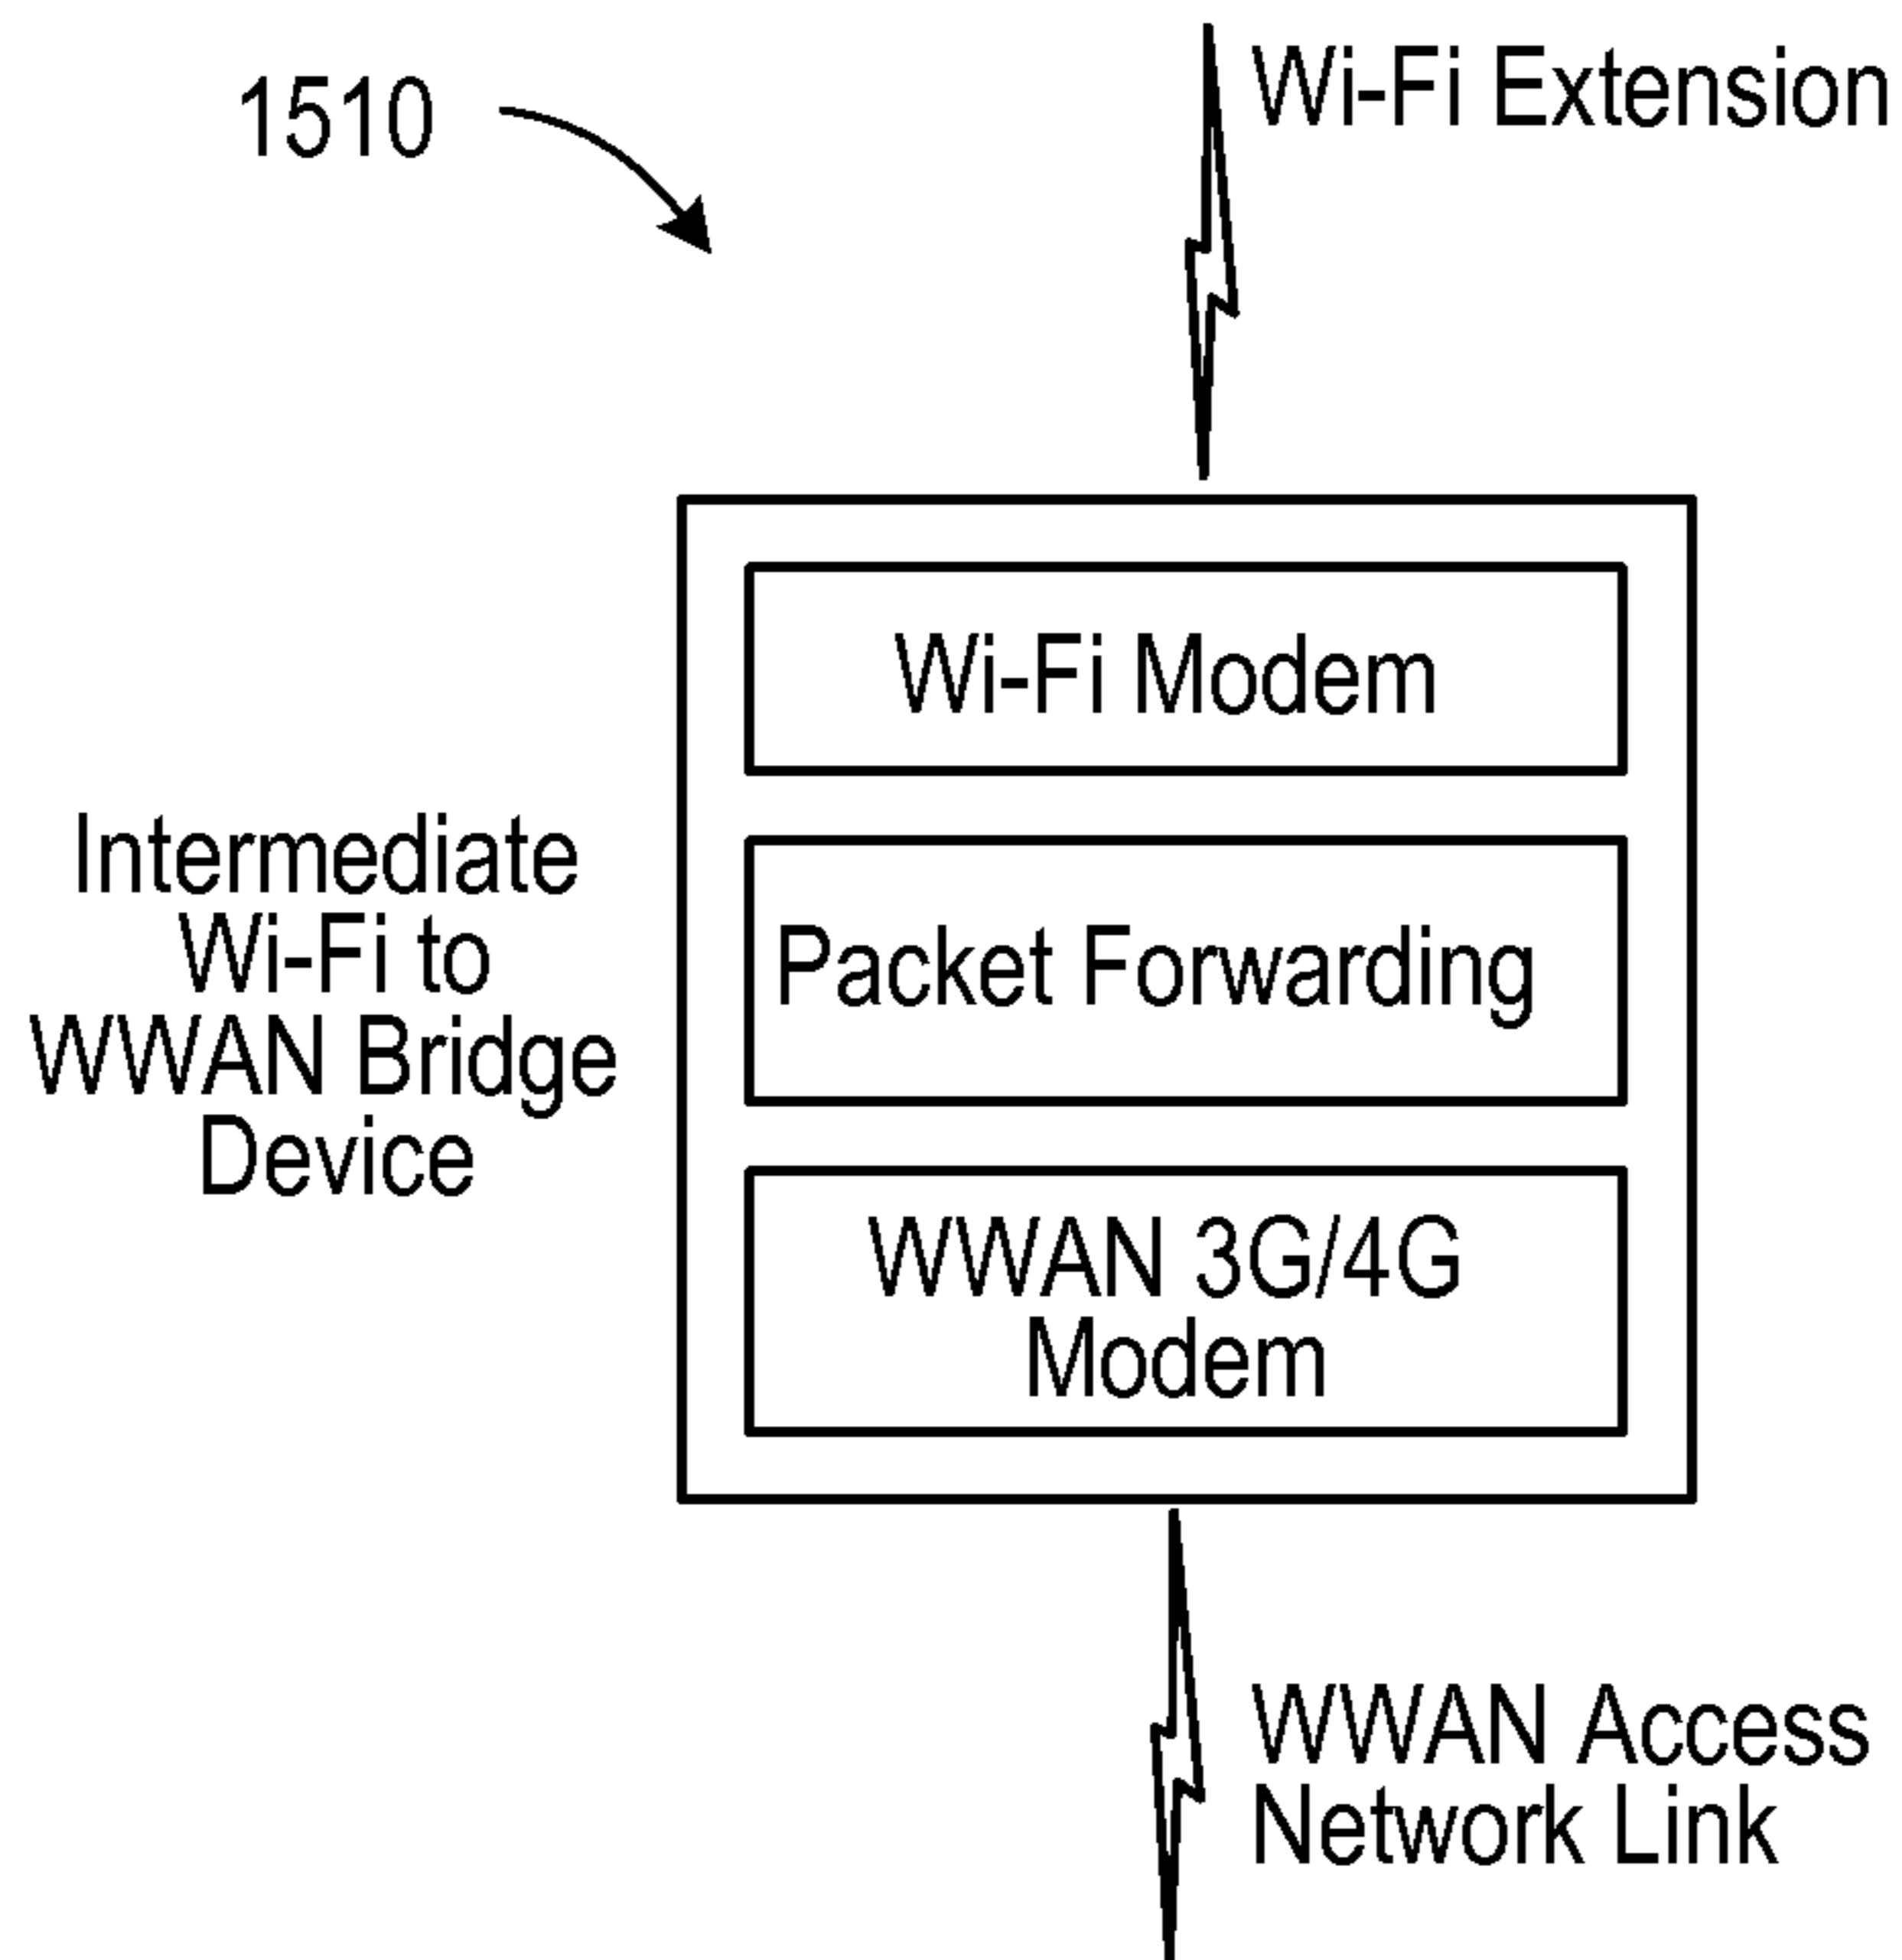 1510
Wi-Fi Extension
Wi-Fi Modem
Packet Forwarding
WWAN 3G/4G
Modem
Intermediate
Wi-Fi to
WWAN Bridge
Device
WWAN Access
Network Link